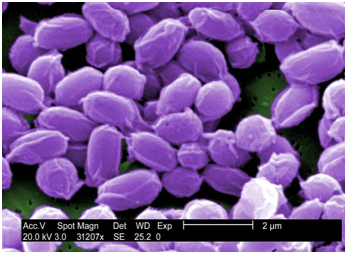 Acc.V Spot Magn Det WD Exp 2 µm
20.0 kV 3.0 31207x SE 25.2 0